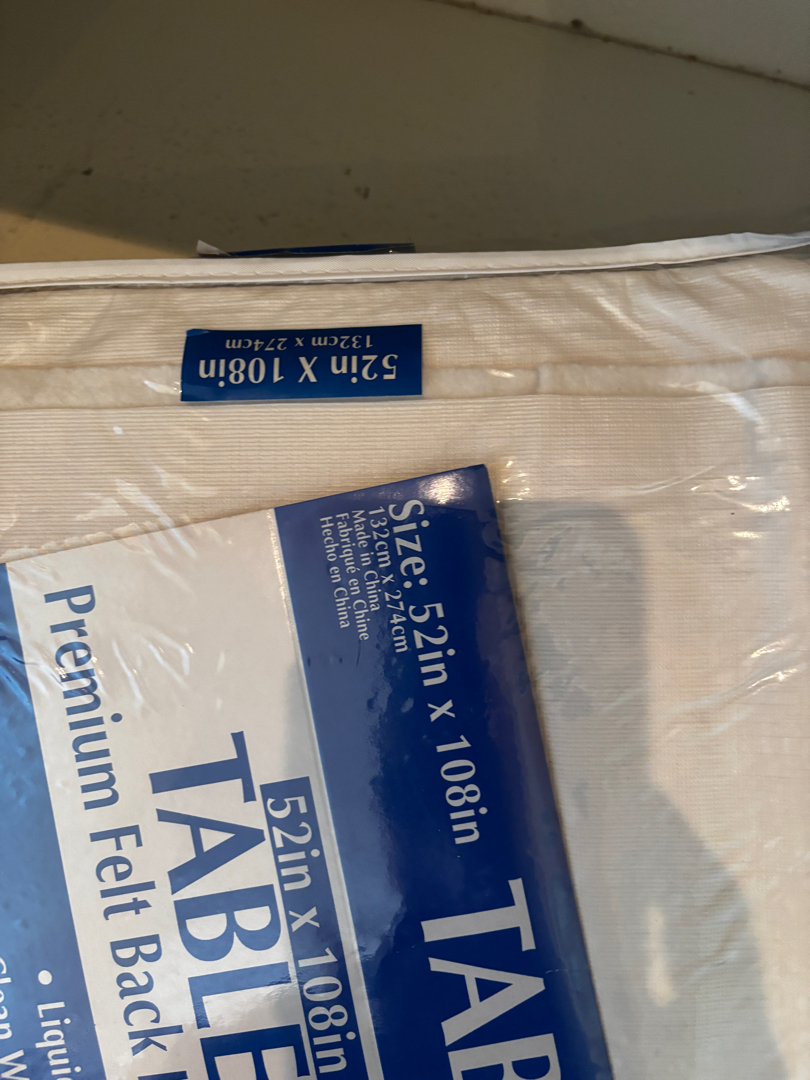 52in X 108in
132cm x 274cm
Size: 52in x 108in
132cm x 274cm
Made in China
Fabriqué en Chine
Hecho en China
TAB
52in x 108in
TABLE
Premium Felt Back
• Liqui